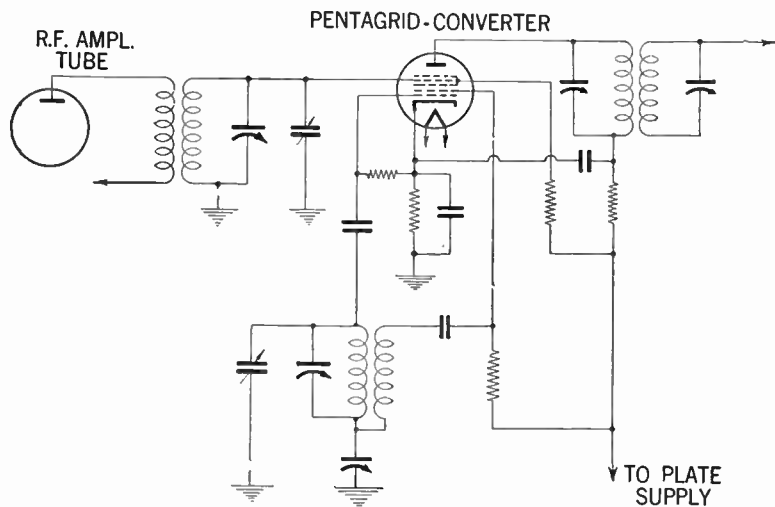 PENTAGRID-CONVERTER
R.F. AMPL.
TUBE
TO PLATE
SUPPLY